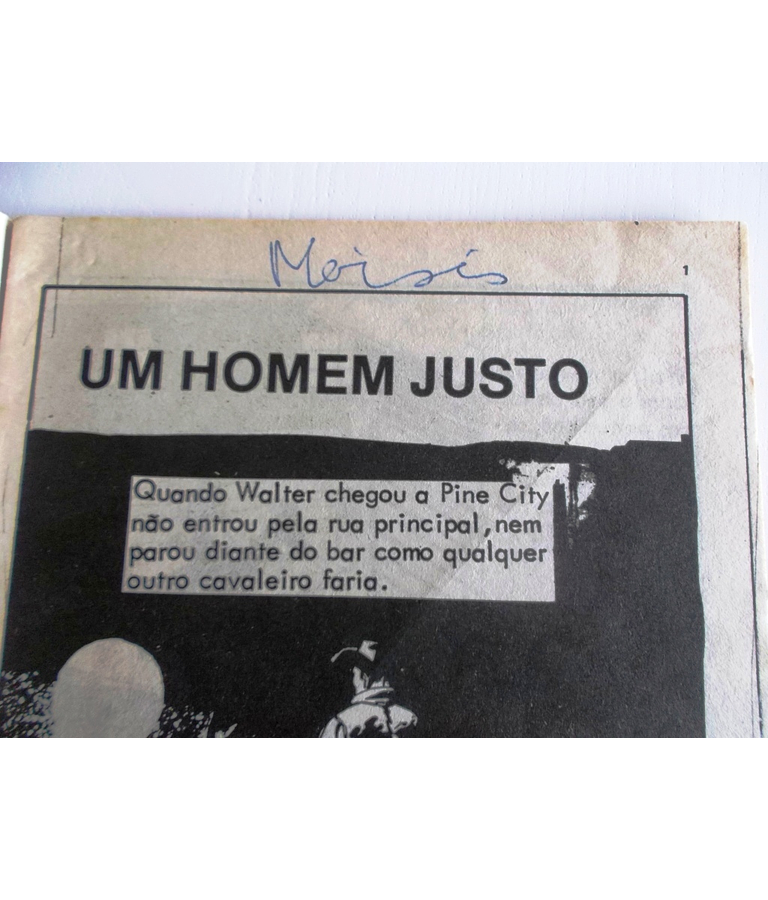 Moisés
1
UM HOMEM JUSTO
Quando Walter chegou a Pine City
não entrou pela rua principal, nem
parou diante do bar como qualquer
outro cavaleiro faria.